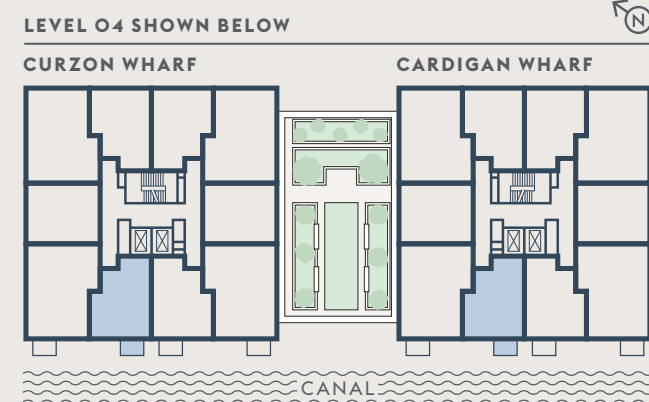 LEVEL 04 SHOWN BELOW
N
CURZON WHARF
CARDIGAN WHARF
CANAL